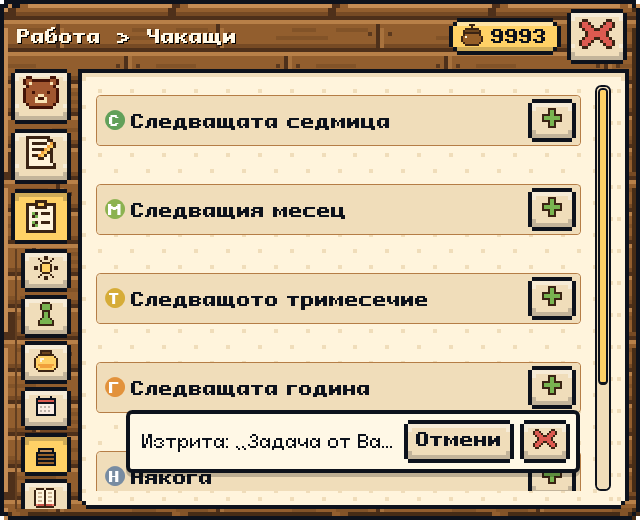 Работа > Чакащи
9993
С Следващата седмица
М Следващия месец
Т Следващото тримесечие
Г Следващата година
Изтрита: „Задача от Ва...
Отмени
Н Някога